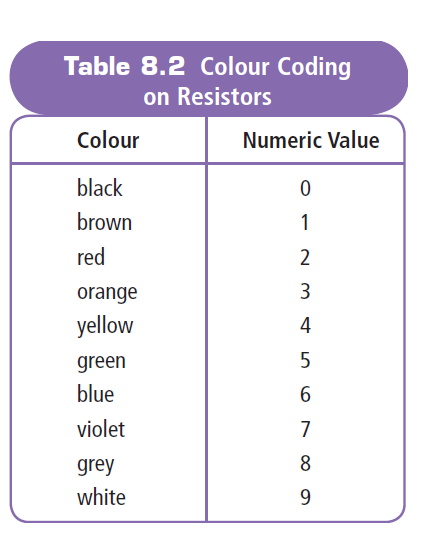 Table 8.2 Colour Coding
on Resistors
Colour Numeric Value
black 0
brown 1
red 2
orange 3
yellow 4
green 5
blue 6
violet 7
grey 8
white 9